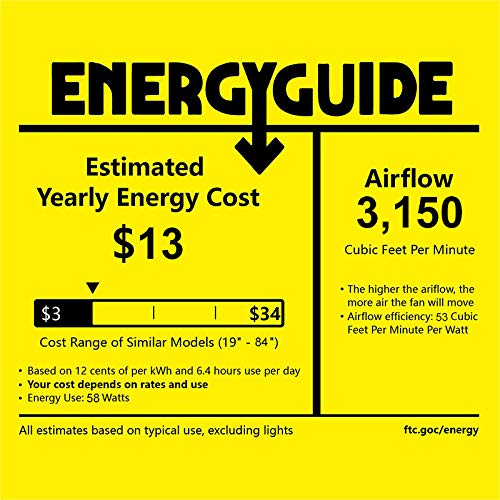 ENERGYGUIDE
Estimated
Yearly Energy Cost
$13
$3
$34
Cost Range of Similar Models (19" - 84")
• Based on 12 cents of per kWh and 6.4 hours use per day
• Your cost depends on rates and use
• Energy Use: 58 Watts
Airflow
3,150
Cubic Feet Per Minute
• The higher the ariflow, the
more air the fan will move
• Airflow efficiency: 53 Cubic
Feet Per Minute Per Watt
All estimates based on typical use, excluding lights
ftc.goc/energy